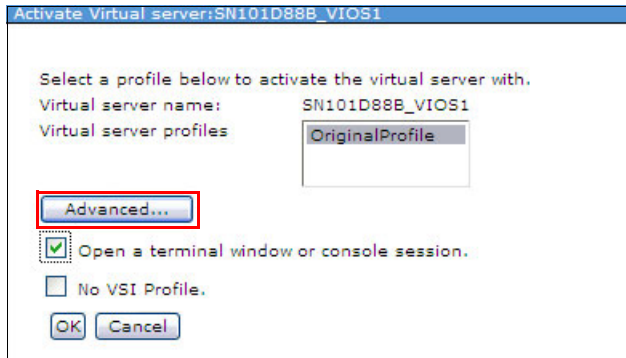 Activate Virtual server:SN101D88B_VIOS1
Select a profile below to activate the virtual server with.
Virtual server name: SN101D88B_VIOS1
Virtual server profiles OriginalProfile
Advanced...
Open a terminal window or console session.
No VSI Profile.
OK Cancel